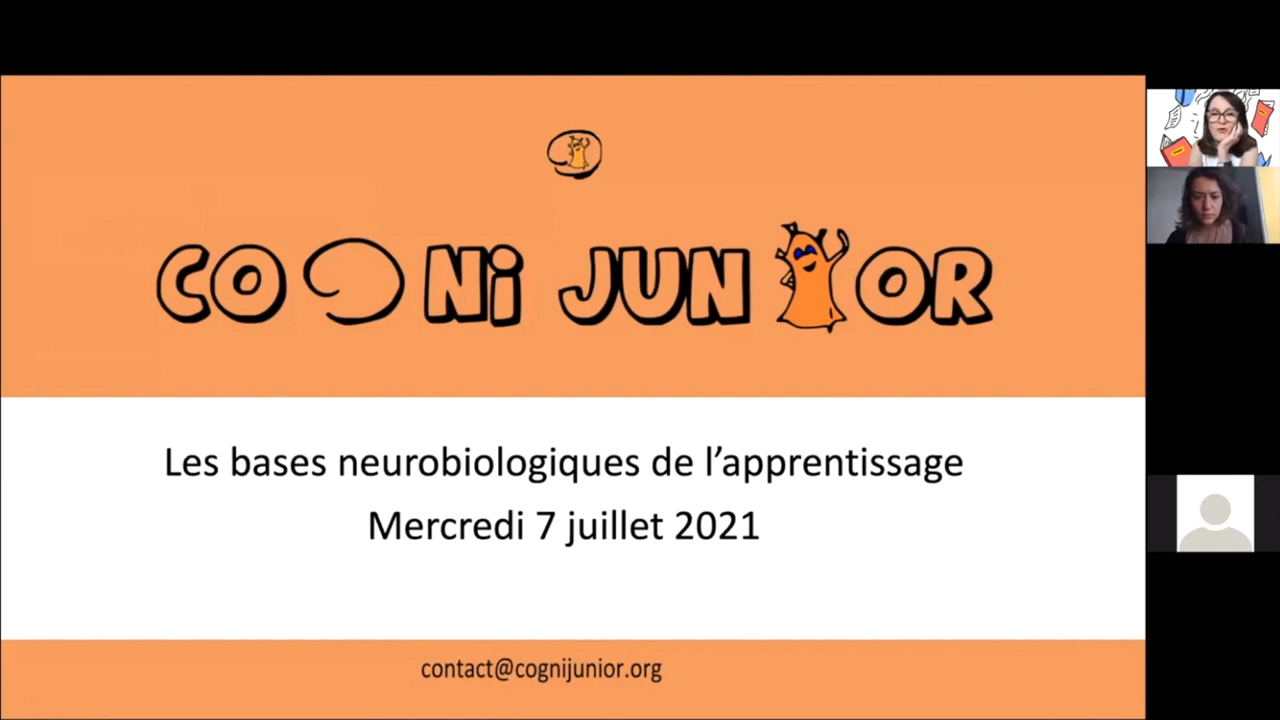 COGNi JUNIOR
Les bases neurobiologiques de l’apprentissage
Mercredi 7 juillet 2021
contact@cognijunior.org